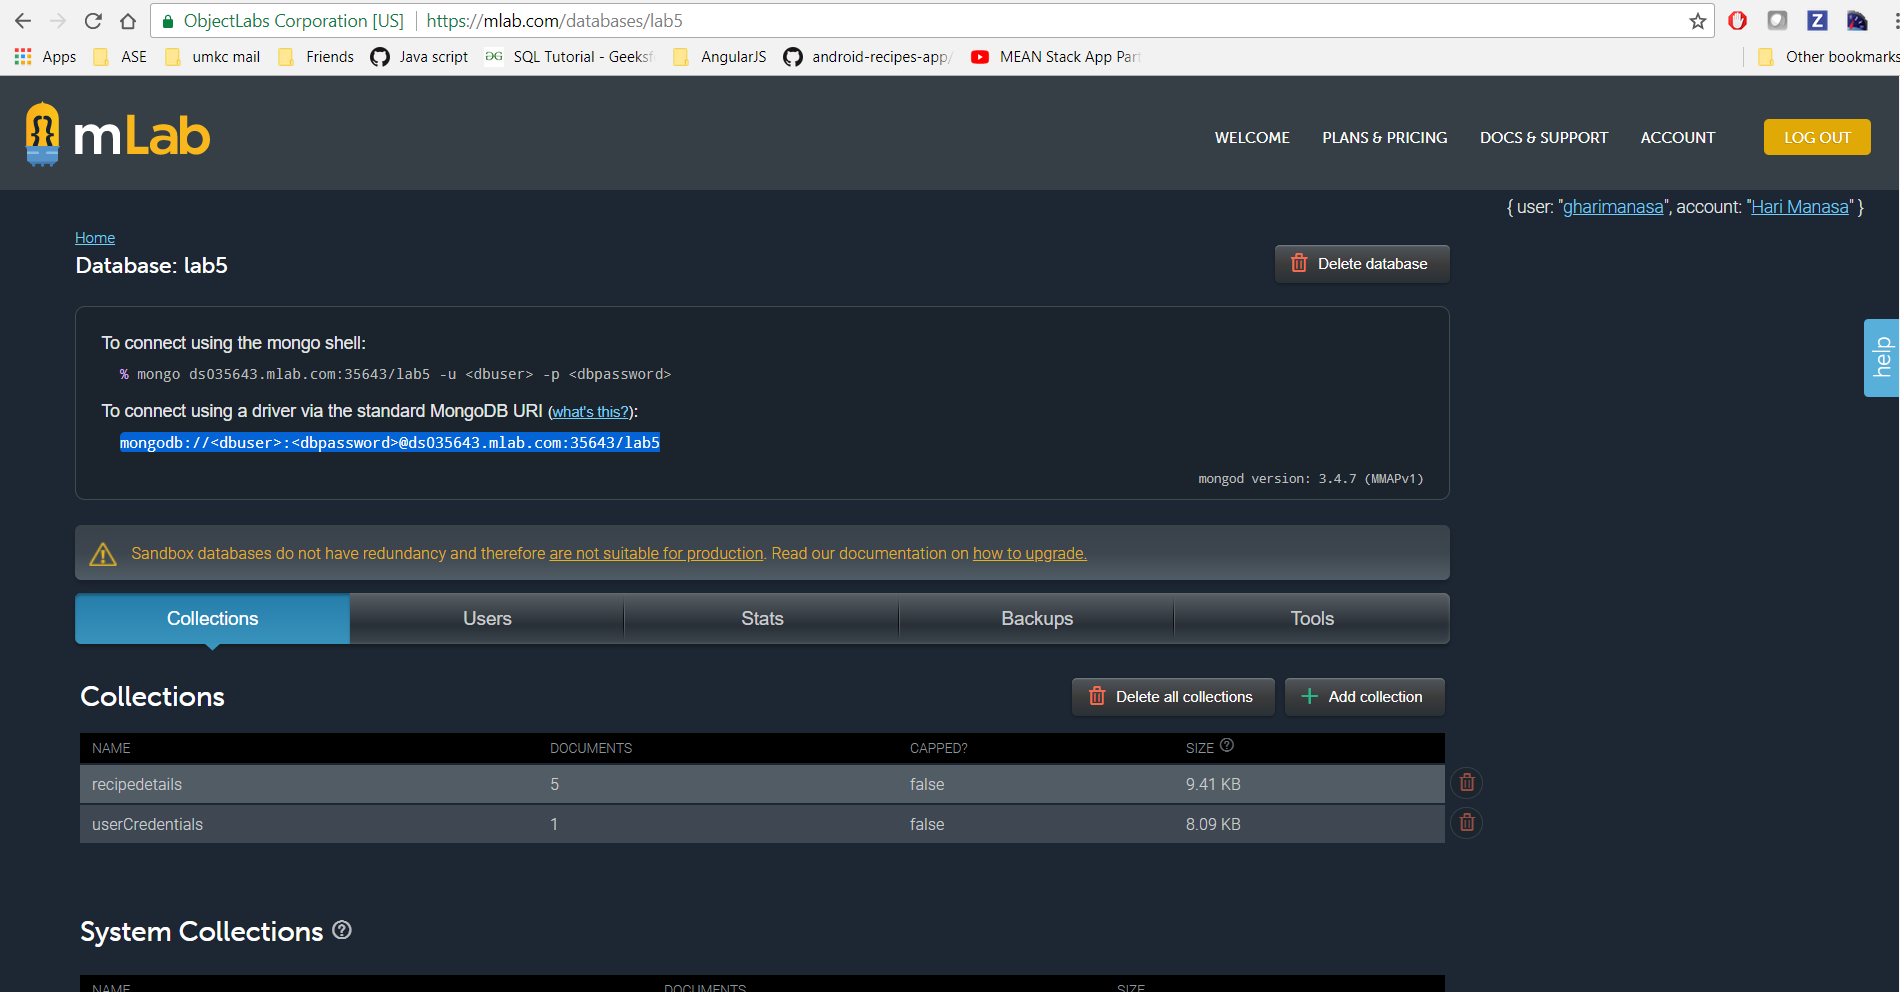 ObjectLabs Corporation [US] https://mlab.com/databases/lab5
Apps ASE umkc mail Friends Java script SQL Tutorial - Geeksf AngularJS android-recipes-app/ MEAN Stack App Part Other bookmarks
mLab
WELCOME PLANS & PRICING DOCS & SUPPORT ACCOUNT LOG OUT
{ user: "gharimanasa", account: "Hari Manasa" }
Home
Database: lab5
Delete database
To connect using the mongo shell:
% mongo ds035643.mlab.com:35643/lab5 -u <dbuser> -p <dbpassword>
To connect using a driver via the standard MongoDB URI (what's this?):
mongodb://<dbuser>:<dbpassword>@ds035643.mlab.com:35643/lab5
mongod version: 3.4.7 (MMAPv1)
help
Sandbox databases do not have redundancy and therefore are not suitable for production. Read our documentation on how to upgrade.
Collections Users Stats Backups Tools
Collections
Delete all collections Add collection
NAME DOCUMENTS CAPPED? SIZE ?
recipedetails 5 false 9.41 KB
userCredentials 1 false 8.09 KB
System Collections ?
NAME DOCUMENTS SIZE